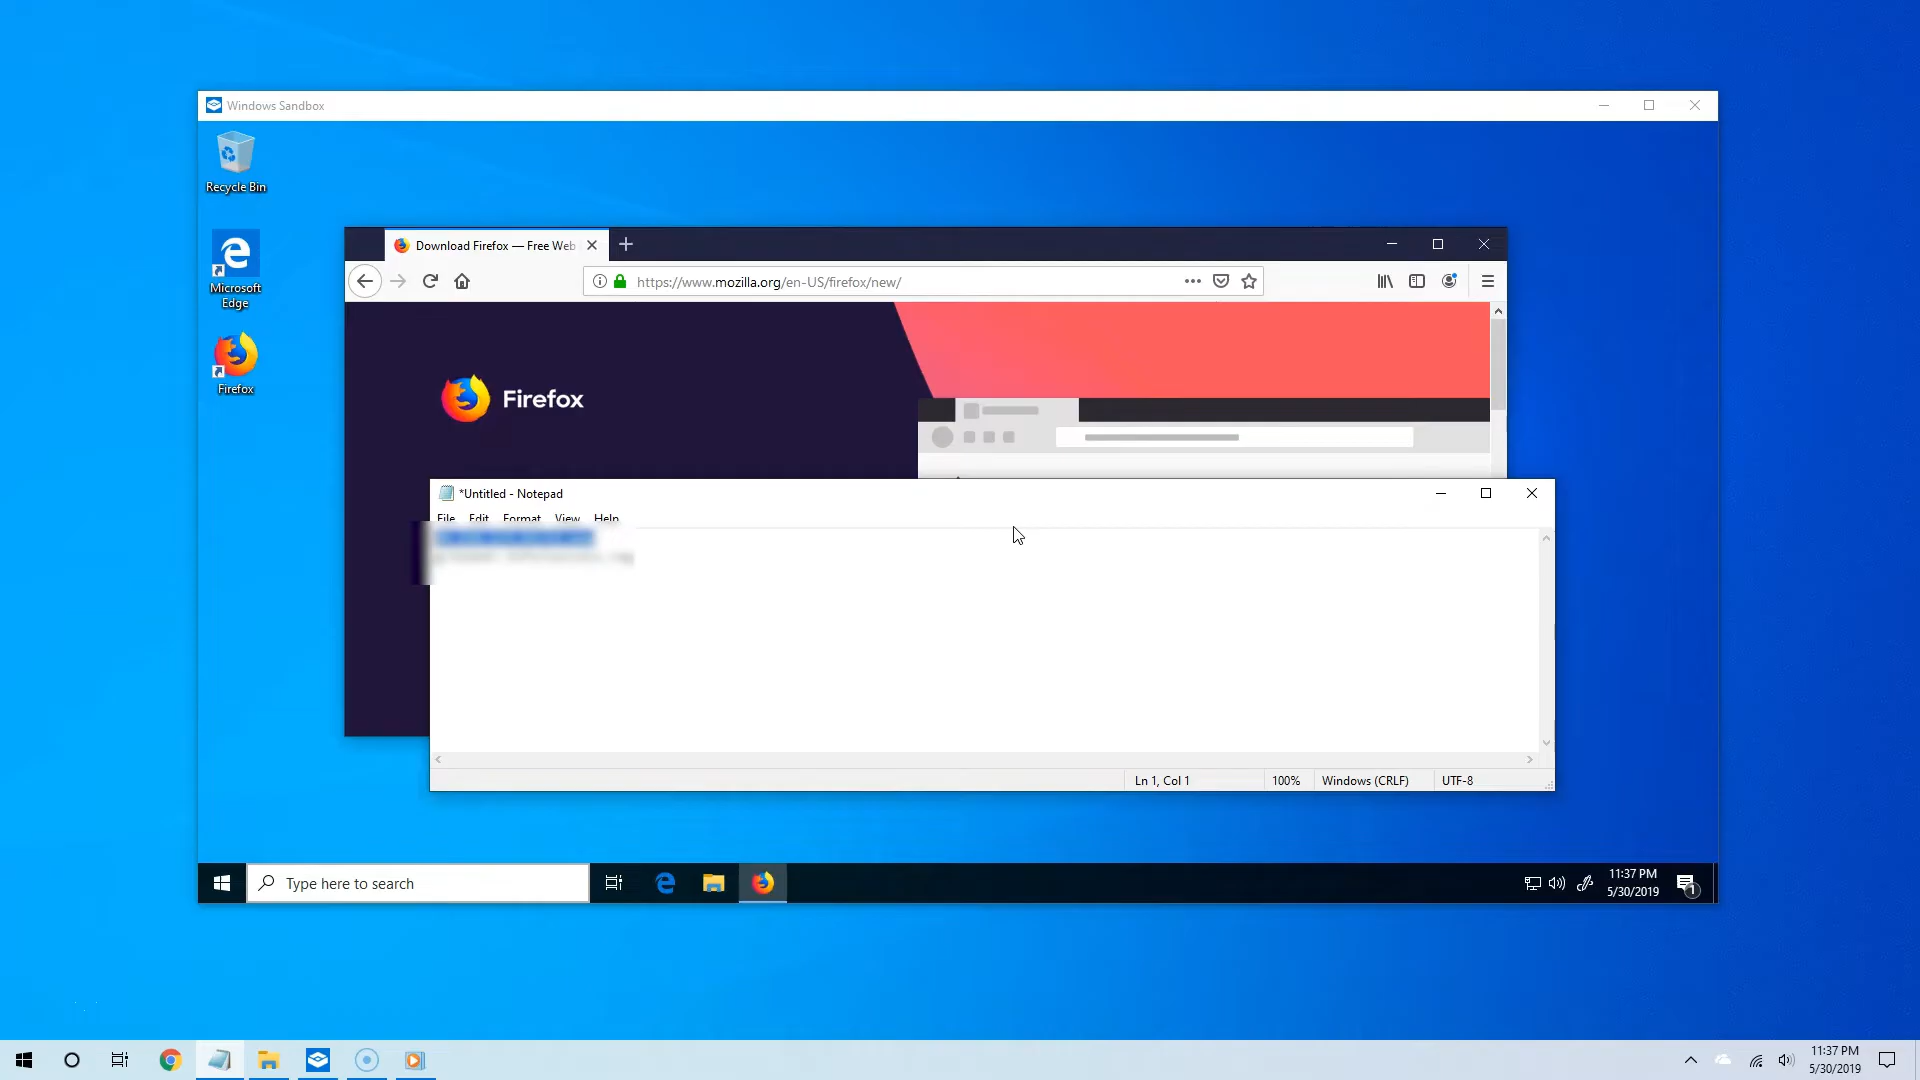 Windows Sandbox
Recycle Bin
Microsoft
Edge
Firefox
Download Firefox — Free Web
https://www.mozilla.org/en-US/firefox/new/
Firefox
*Untitled - Notepad
File Edit Format View Help
Ln 1, Col 1
100%
Windows (CRLF)
UTF-8
Type here to search
11:37 PM
5/30/2019
1
11:37 PM
5/30/2019